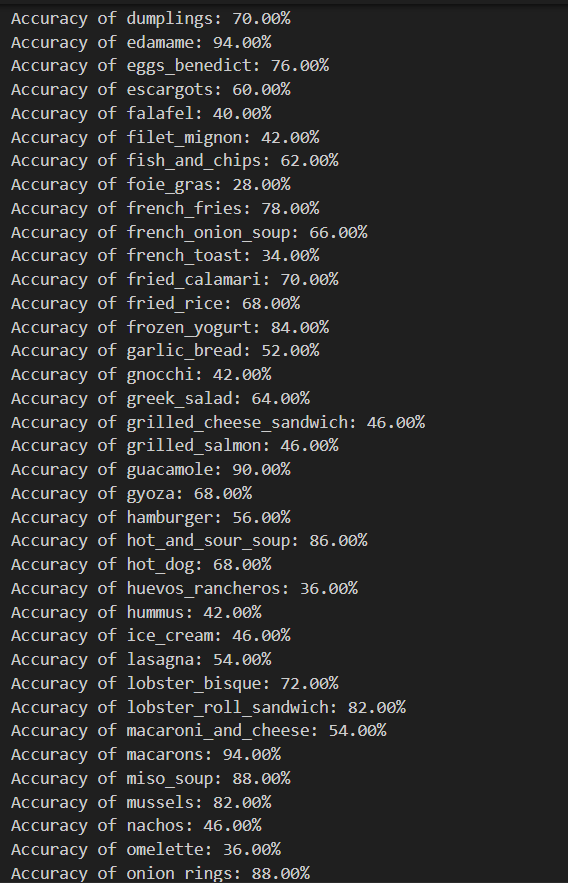 Accuracy of dumplings: 70.00%
Accuracy of edamame: 94.00%
Accuracy of eggs_benedict: 76.00%
Accuracy of escargots: 60.00%
Accuracy of falafel: 40.00%
Accuracy of filet_mignon: 42.00%
Accuracy of fish_and_chips: 62.00%
Accuracy of foie_gras: 28.00%
Accuracy of french_fries: 78.00%
Accuracy of french_onion_soup: 66.00%
Accuracy of french_toast: 34.00%
Accuracy of fried_calamari: 70.00%
Accuracy of fried_rice: 68.00%
Accuracy of frozen_yogurt: 84.00%
Accuracy of garlic_bread: 52.00%
Accuracy of gnocchi: 42.00%
Accuracy of greek_salad: 64.00%
Accuracy of grilled_cheese_sandwich: 46.00%
Accuracy of grilled_salmon: 46.00%
Accuracy of guacamole: 90.00%
Accuracy of gyoza: 68.00%
Accuracy of hamburger: 56.00%
Accuracy of hot_and_sour_soup: 86.00%
Accuracy of hot_dog: 68.00%
Accuracy of huevos_rancheros: 36.00%
Accuracy of hummus: 42.00%
Accuracy of ice_cream: 46.00%
Accuracy of lasagna: 54.00%
Accuracy of lobster_bisque: 72.00%
Accuracy of lobster_roll_sandwich: 82.00%
Accuracy of macaroni_and_cheese: 54.00%
Accuracy of macarons: 94.00%
Accuracy of miso_soup: 88.00%
Accuracy of mussels: 82.00%
Accuracy of nachos: 46.00%
Accuracy of omelette: 36.00%
Accuracy of onion rings: 88.00%